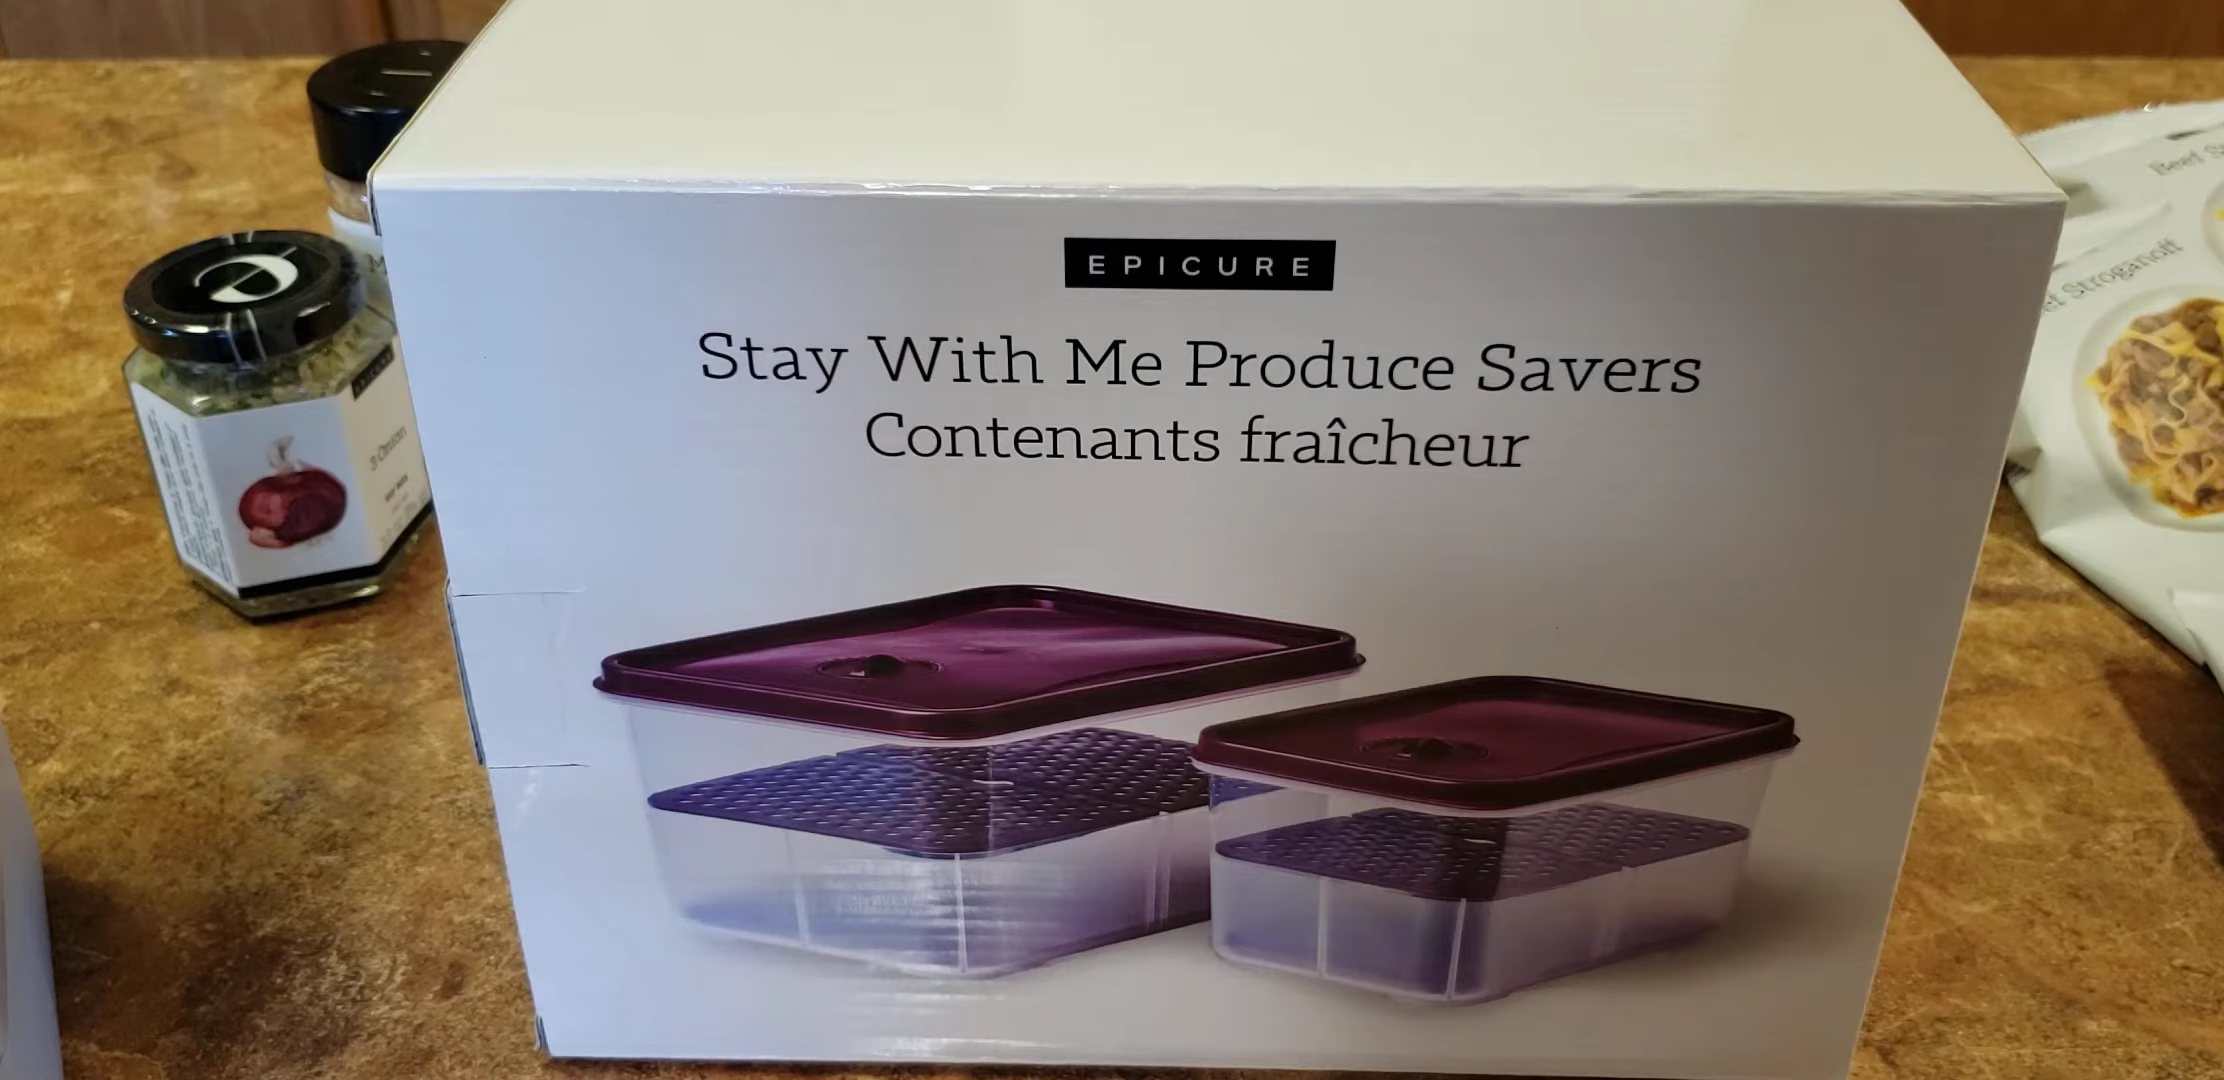 EPICURE
Stay With Me Produce Savers
Contenants fraîcheur
Beef
Stroganoff